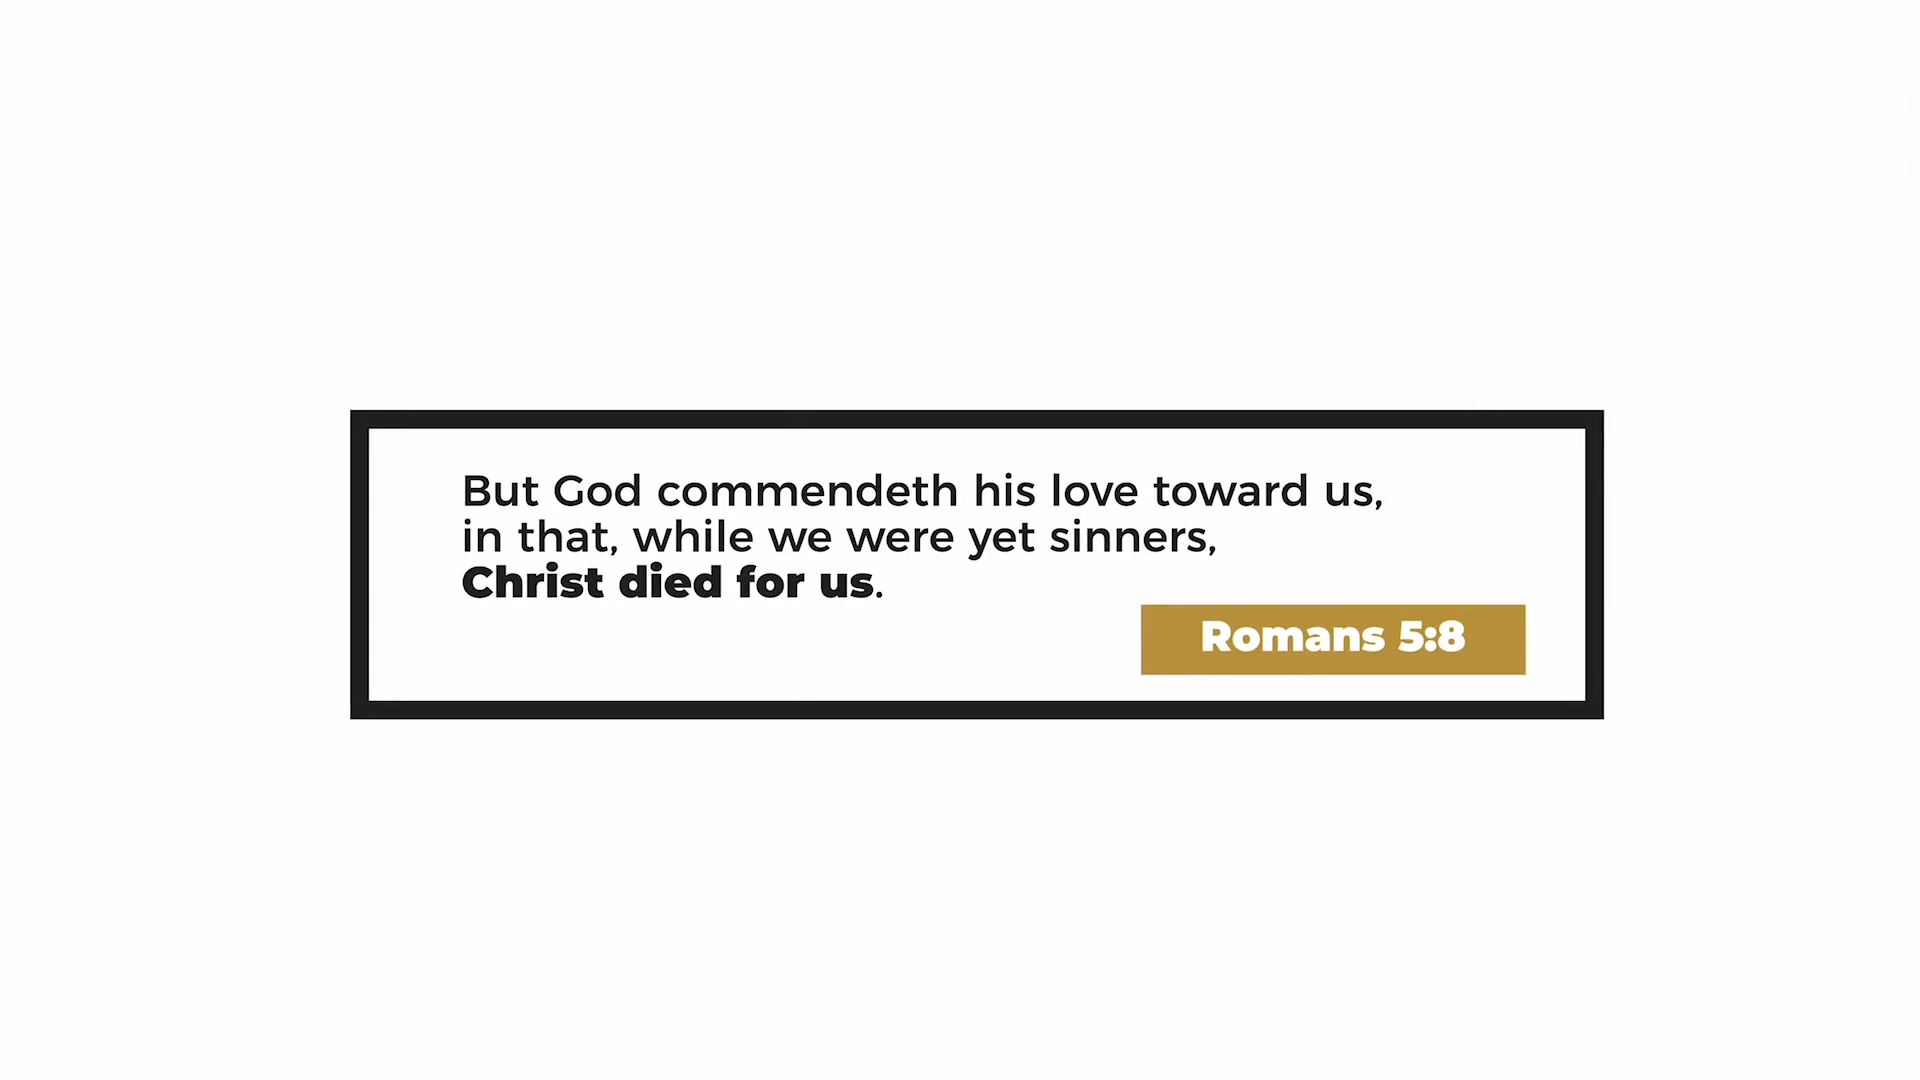 But God commendeth his love toward us,
in that, while we were yet sinners,
Christ died for us.
Romans 5:8